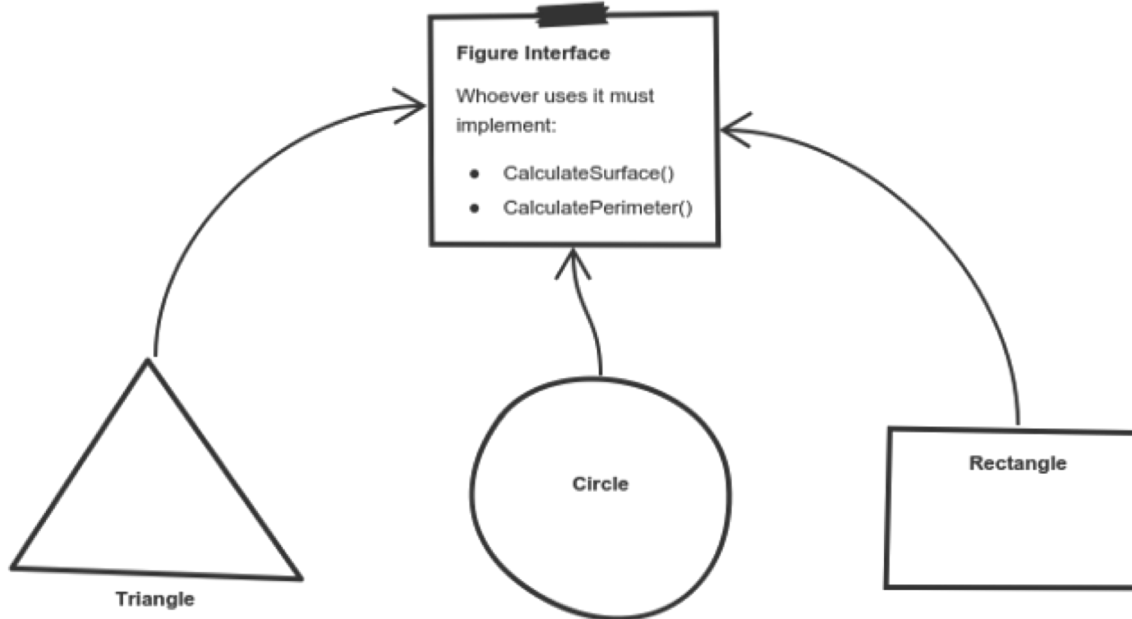 Figure Interface
Whoever uses it must
implement:
● CalculateSurface()
● CalculatePerimeter()
Triangle
Circle
Rectangle